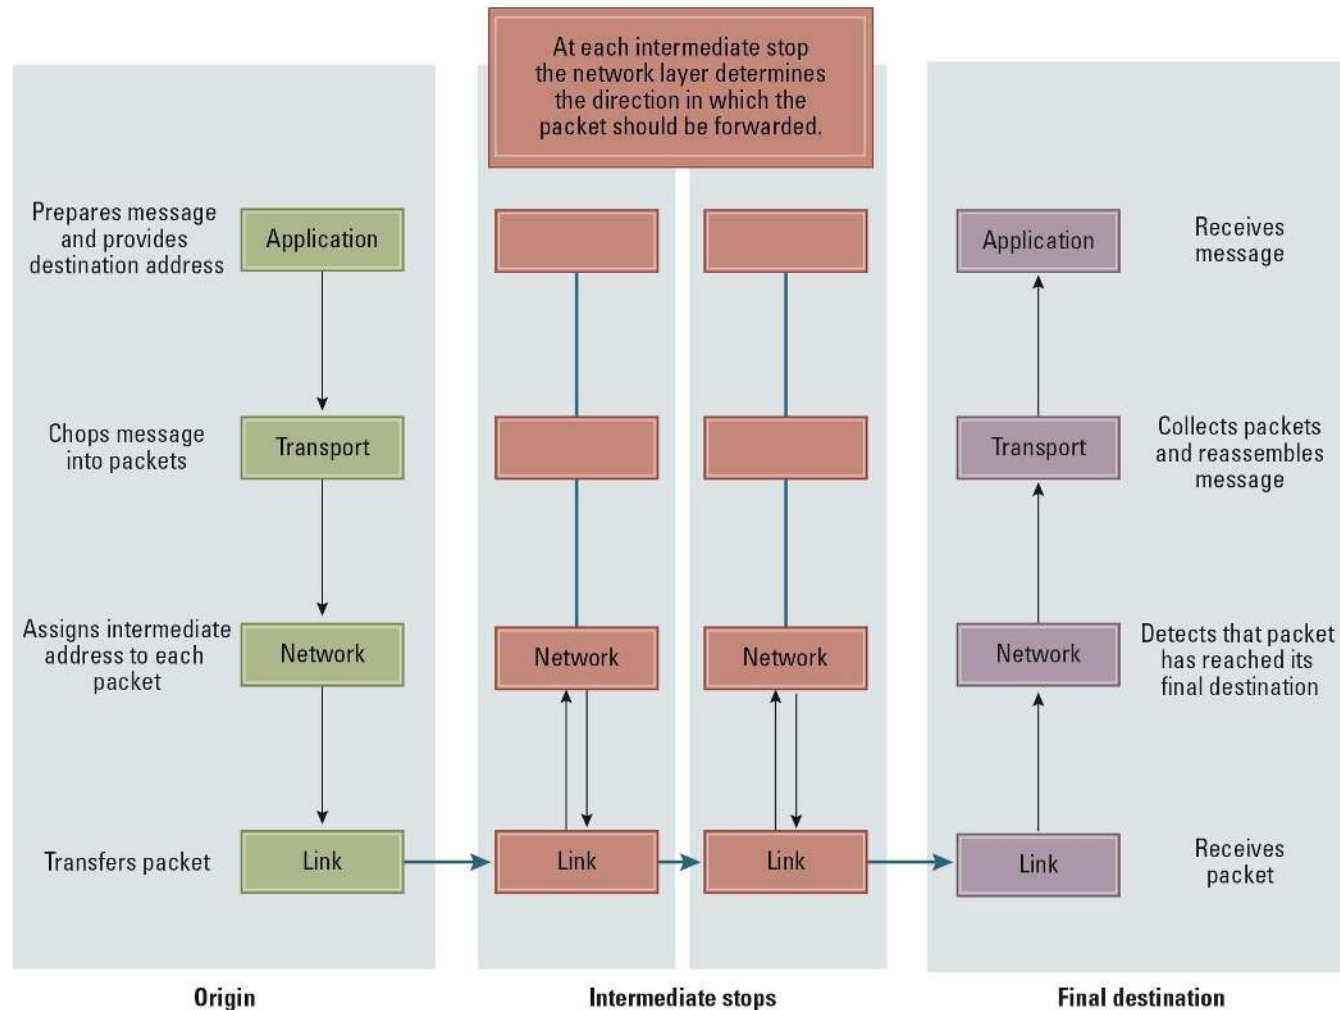 At each intermediate stop
the network layer determines
the direction in which the
packet should be forwarded.
Prepares message
and provides
destination address
Application
Application
Receives
message
Chops message
into packets
Transport
Transport
Collects packets
and reassembles
message
Assigns intermediate
address to each
packet
Network
Network
Network
Network
Detects that packet
has reached its
final destination
Transfers packet
Link
Link
Link
Link
Receives
packet
Origin
Intermediate stops
Final destination